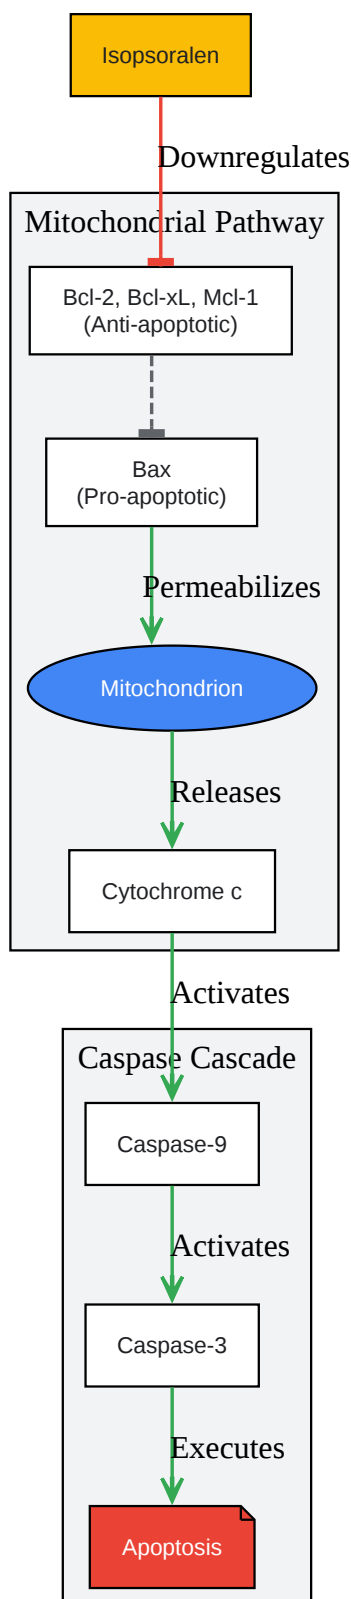 Isopsoralen
Downregulates
Mitochondrial Pathway
Bcl-2, Bcl-xL, Mcl-1
(Anti-apoptotic)
Bax
(Pro-apoptotic)
Permeabilizes
Mitochondrion
Releases
Cytochrome c
Activates
Caspase Cascade
Caspase-9
Activates
Caspase-3
Executes
Apoptosis